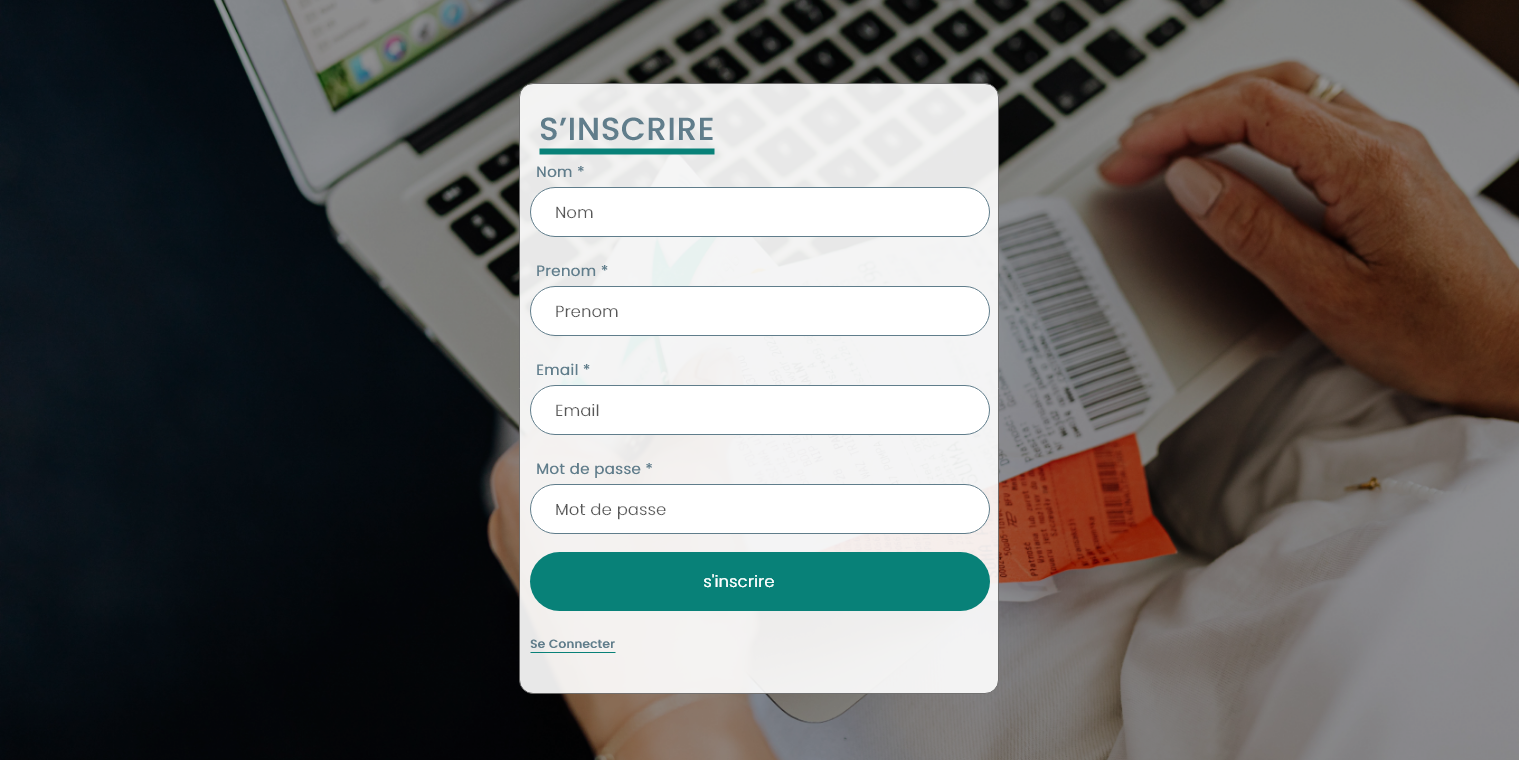 S'INSCRIRE
Nom *
Nom
Prenom *
Prenom
Email *
Email
Mot de passe *
Mot de passe
s'inscrire
Se Connecter